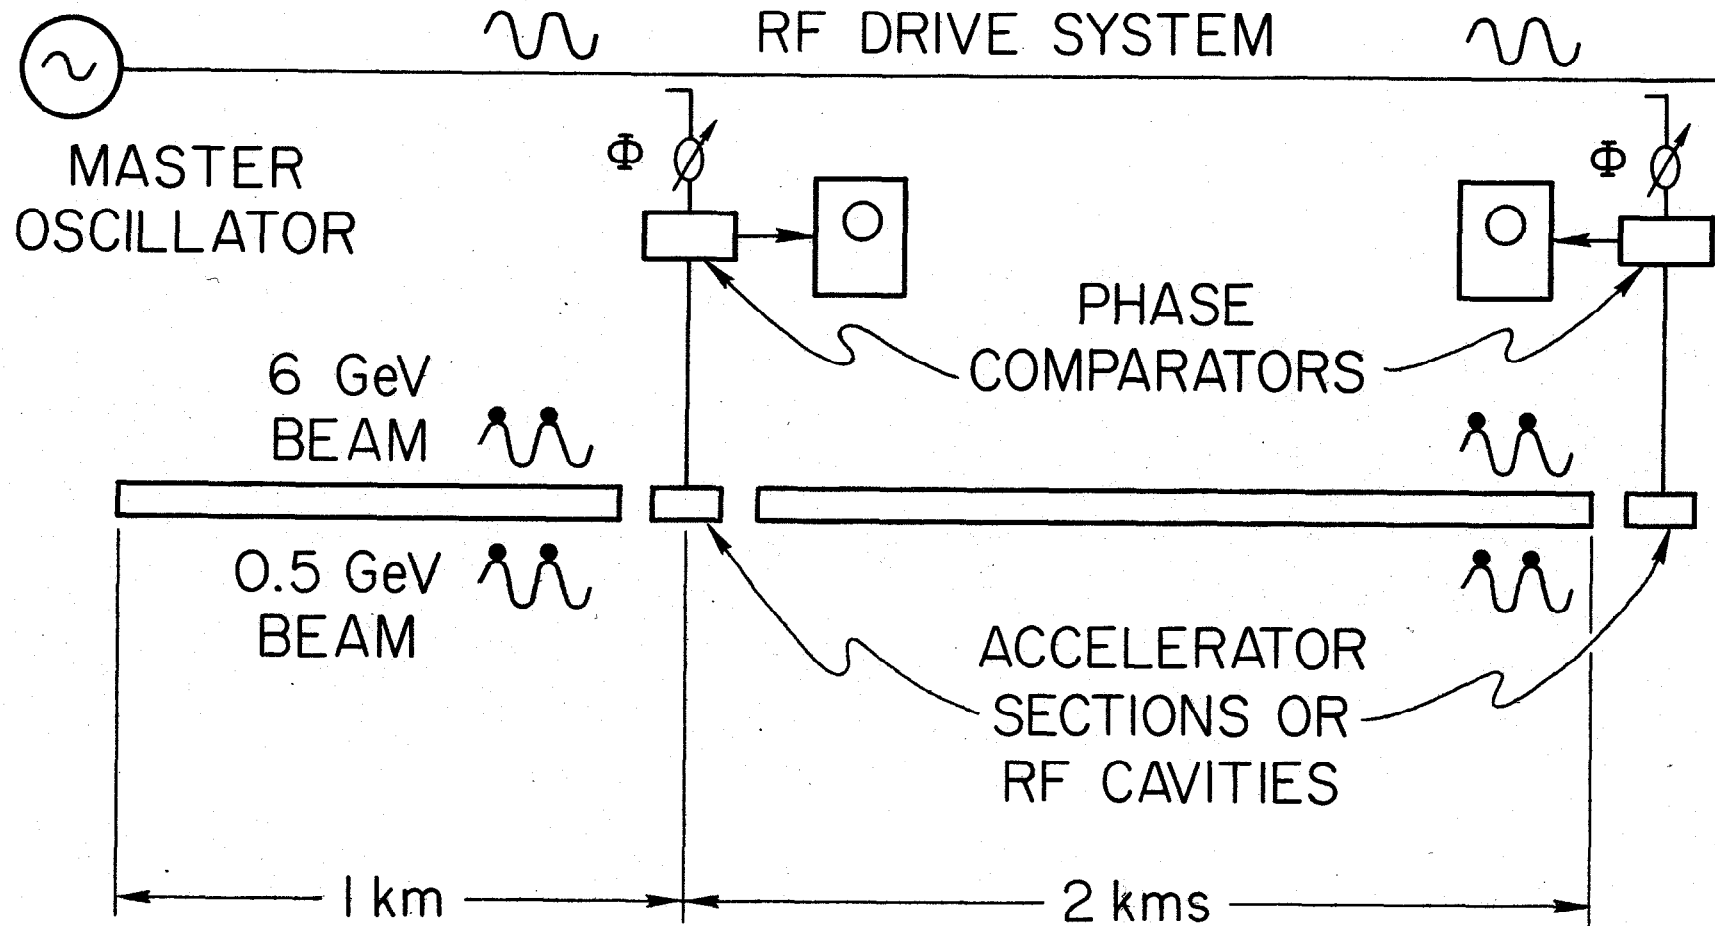 RF DRIVE SYSTEM
MASTER
OSCILLATOR
Φ
Φ
PHASE
COMPARATORS
6 GeV
BEAM
0.5 GeV
BEAM
ACCELERATOR
SECTIONS OR
RF CAVITIES
1 km
2 kms